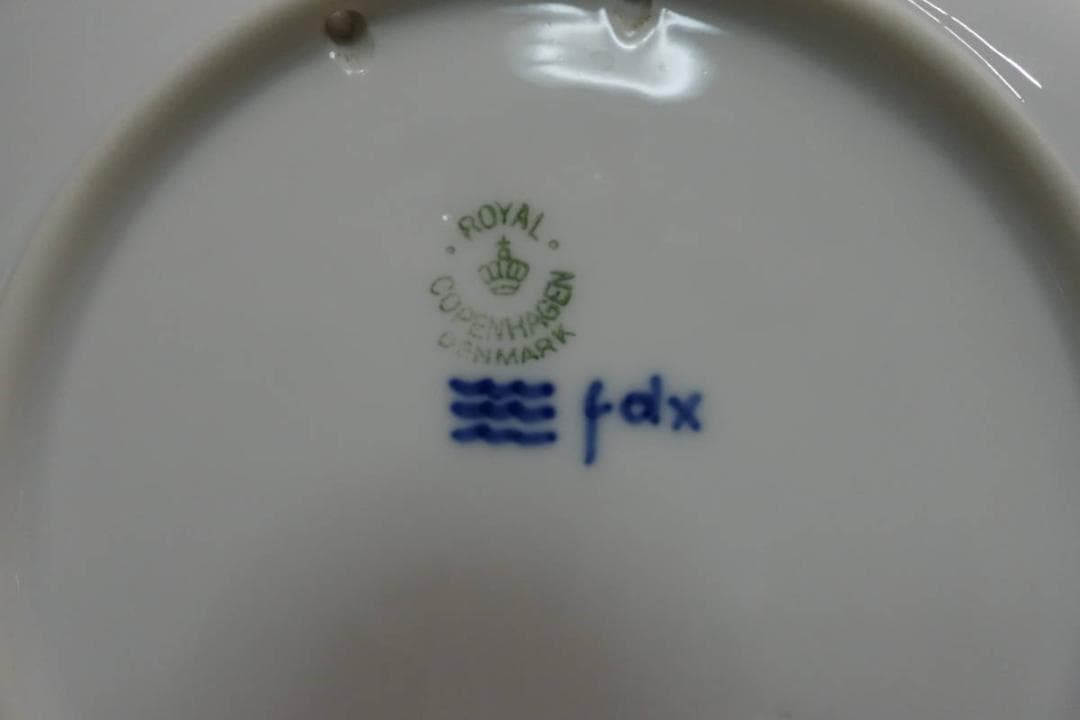 ROYAL
COPENHAGEN
DENMARK
fdx